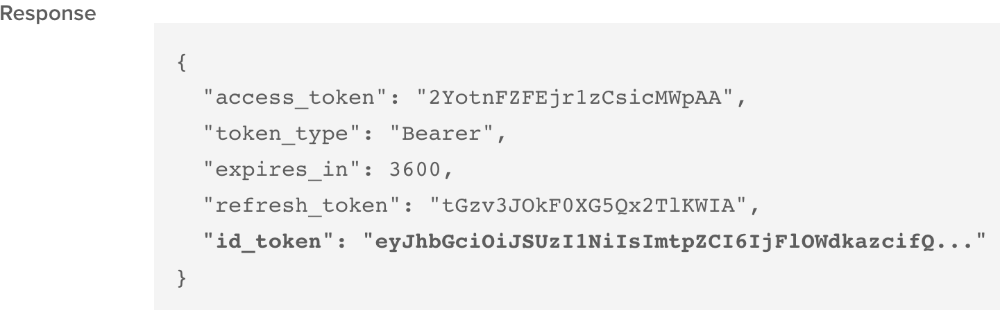 Response
{
"access_token": "2YotnFZFEjr1zCsicMWpAA",
"token_type": "Bearer",
"expires_in": 3600,
"refresh_token": "tGzv3JOkF0XG5Qx2TlKWIA",
"id_token": "eyJhbGciOiJSUzI1NiIsImtpZCI6IjFlOWdkazcifQ..."
}